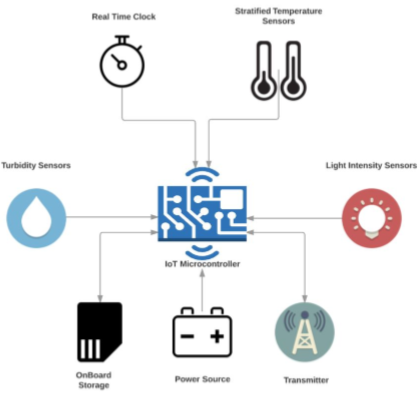 Real Time Clock
Stratified Temperature
Sensors
Turbidity Sensors
Light Intensity Sensors
IoT Microcontroller
OnBoard
Storage
Power Source
Transmitter